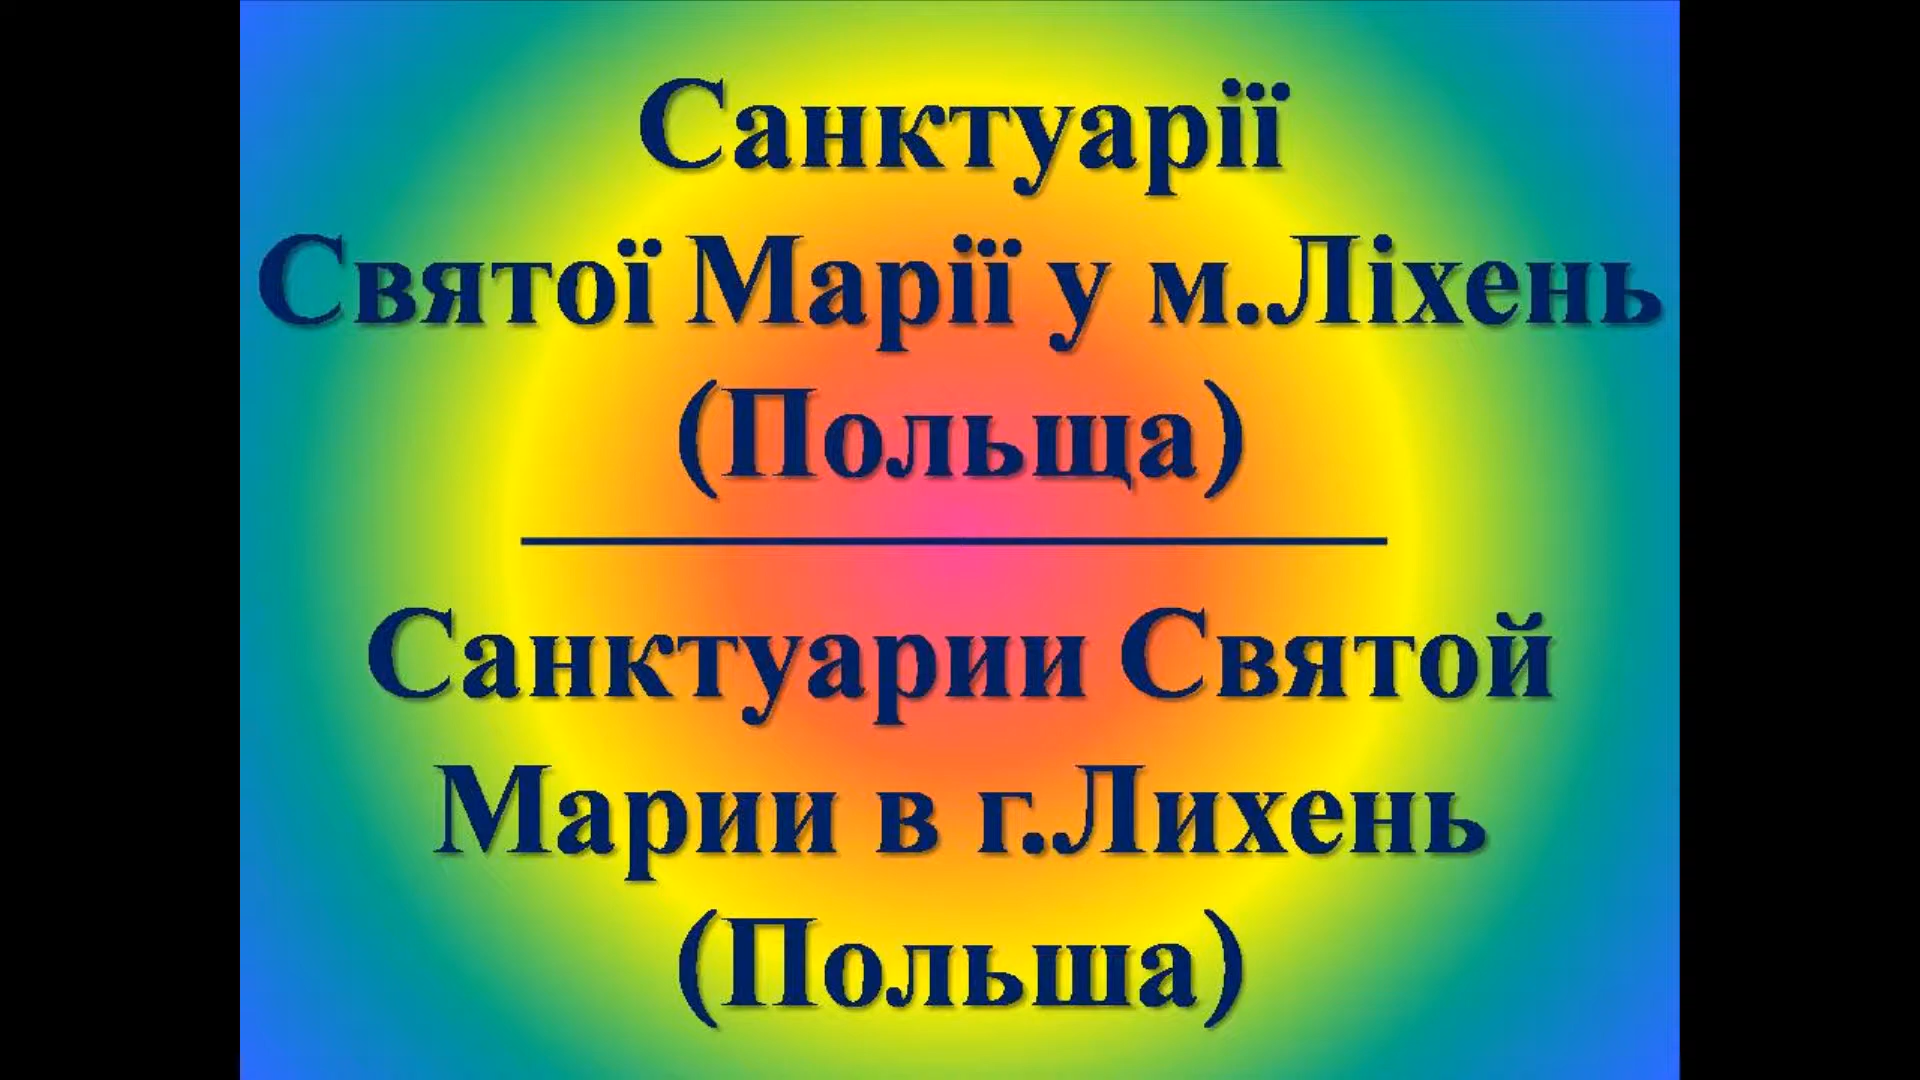 Санктуарії
Святої Марії у м.Ліхень
(Польща)
Санктуарии Святой
Марии в г.Лихень
(Польша)